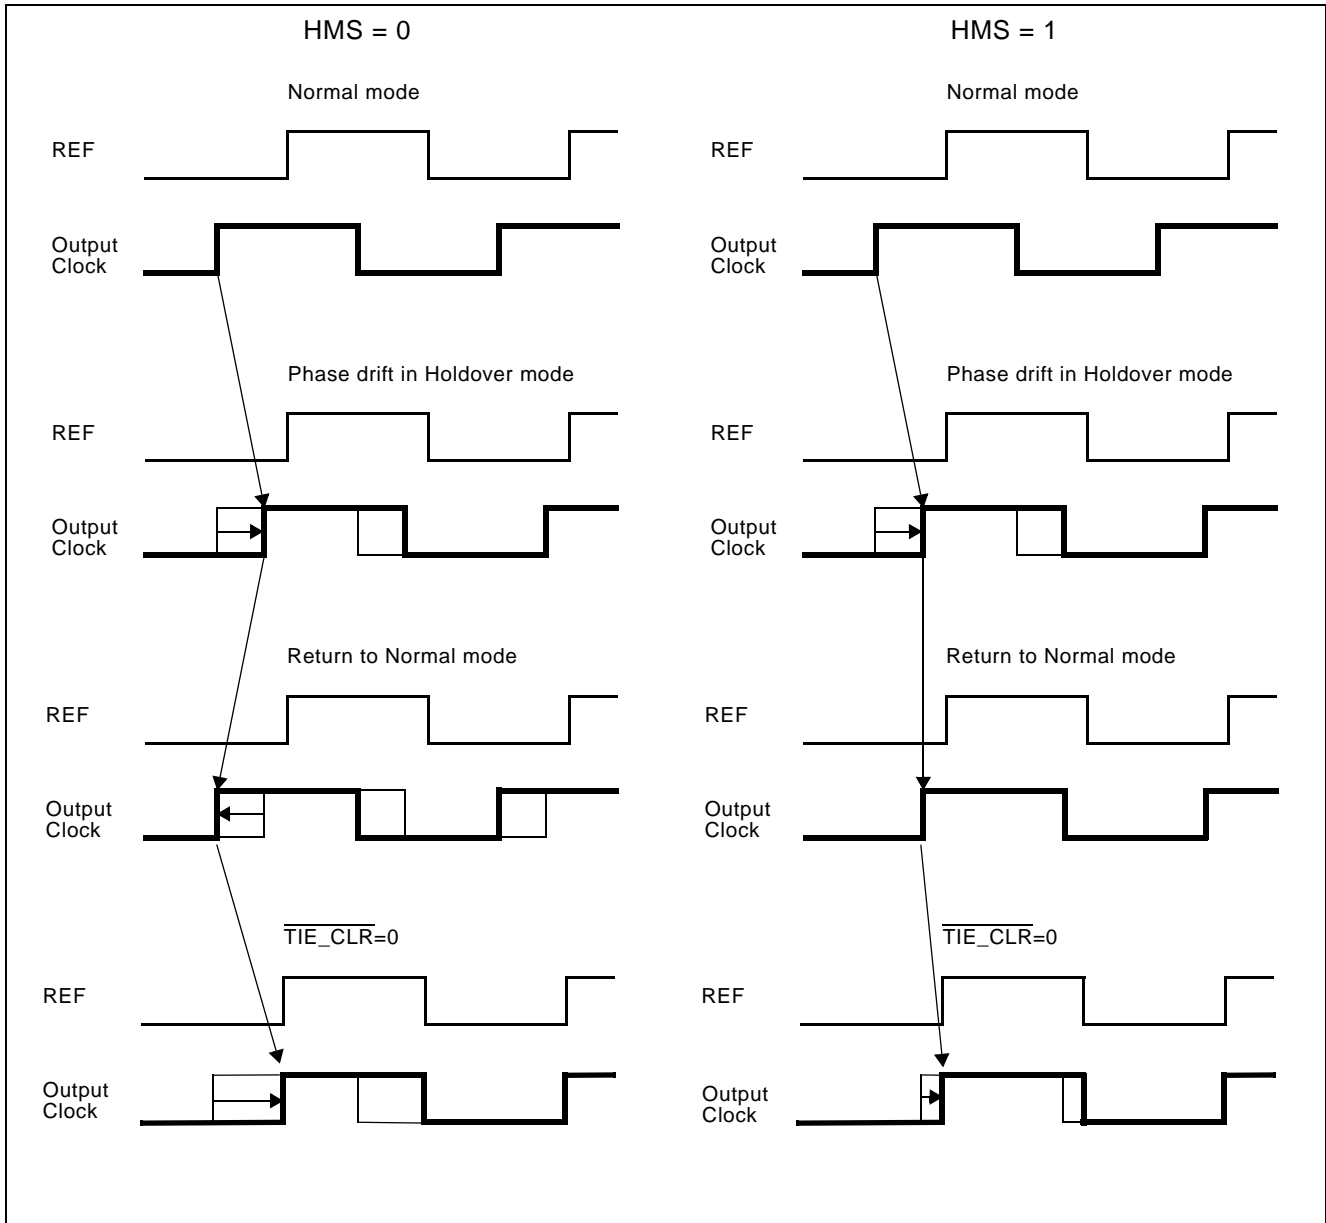 HMS = 0
Normal mode
REF
Output
Clock
Phase drift in Holdover mode
REF
Output
Clock
Return to Normal mode
REF
Output
Clock
TIE_CLR=0
REF
Output
Clock
HMS = 1
Normal mode
REF
Output
Clock
Phase drift in Holdover mode
REF
Output
Clock
Return to Normal mode
REF
Output
Clock
TIE_CLR=0
REF
Output
Clock